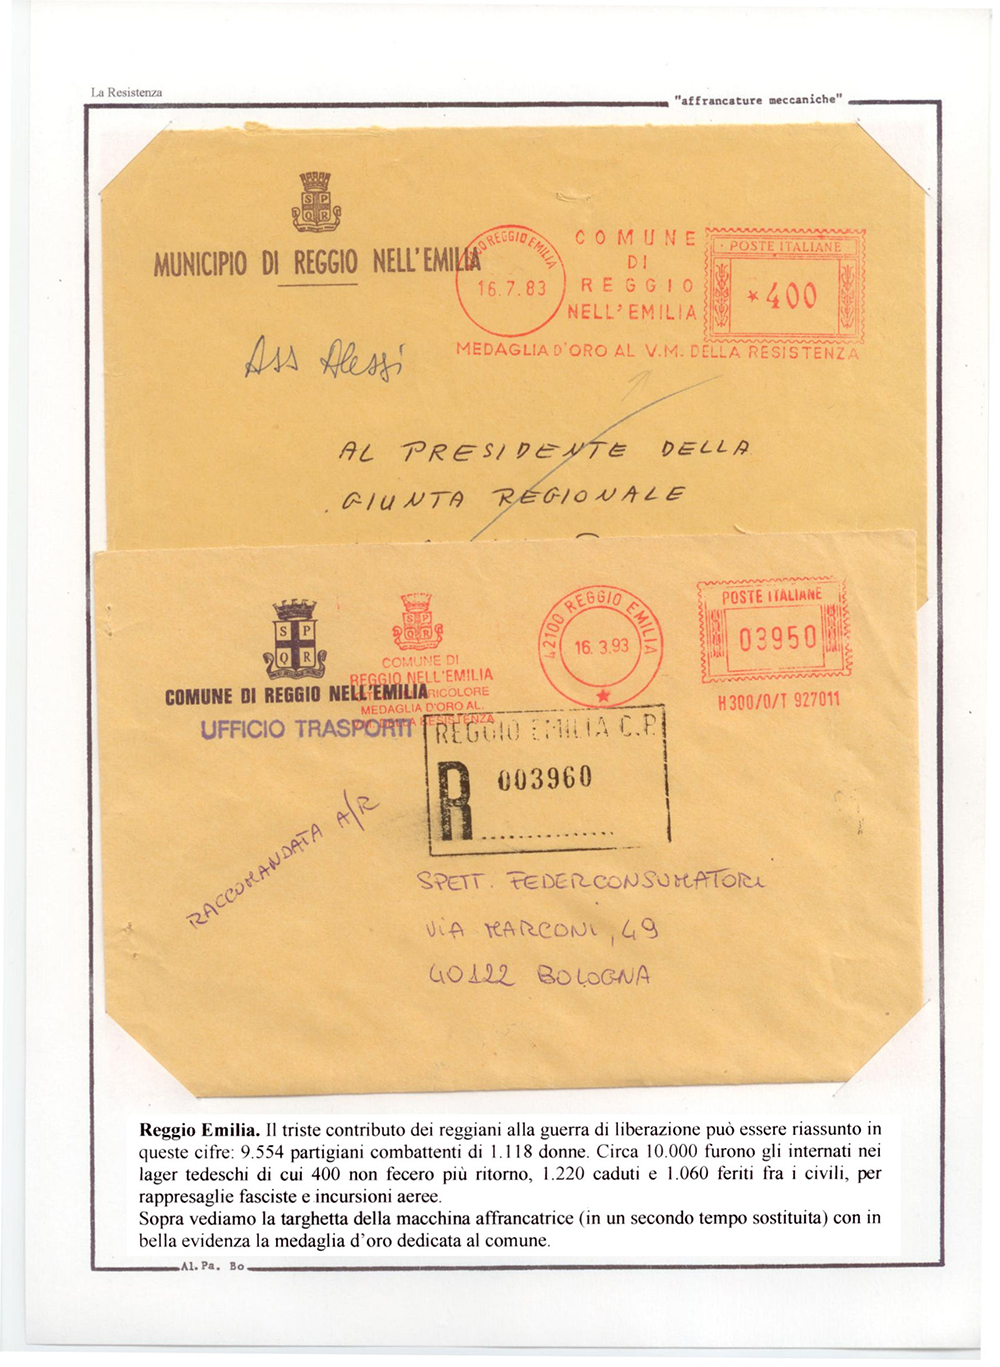 La Resistenza
"affrancature meccaniche"
S P
Q R
MUNICIPIO DI REGGIO NELL'EMILIA
REGGIO EMILIA
16.7.83
COMUNE
DI
REGGIO
NELL'EMILIA
· POSTE ITALIANE ·
*400
MEDAGLIA D'ORO AL V.M. DELLA RESISTENZA
Ass Alessi
AL PRESIDENTE DELLA
GIUNTA REGIONALE
S P
Q R
COMUNE DI REGGIO NELL'EMILIA
UFFICIO TRASPORTI
S P
Q R
COMUNE DI
REGGIO NELL'EMILIA
RICOLORE
MEDAGLIA D'ORO AL.
V.M. DELLA RESISTENZA
42100 REGGIO EMILIA
16. 3.93
POSTE ITALIANE
03950
H300/0/T 927011
REGGIO EMILIA C.P.
R
003960
RACCOMANDATA A/R
SPETT. FEDERCONSUMATORI
VIA MARCONI, 49
40122 BOLOGNA
Reggio Emilia. Il triste contributo dei reggiani alla guerra di liberazione può essere riassunto in
queste cifre: 9.554 partigiani combattenti di 1.118 donne. Circa 10.000 furono gli internati nei
lager tedeschi di cui 400 non fecero più ritorno, 1.220 caduti e 1.060 feriti fra i civili, per
rappresaglie fasciste e incursioni aeree.
Sopra vediamo la targhetta della macchina affrancatrice (in un secondo tempo sostituita) con in
bella evidenza la medaglia d'oro dedicata al comune.
Al.Pa. Bo